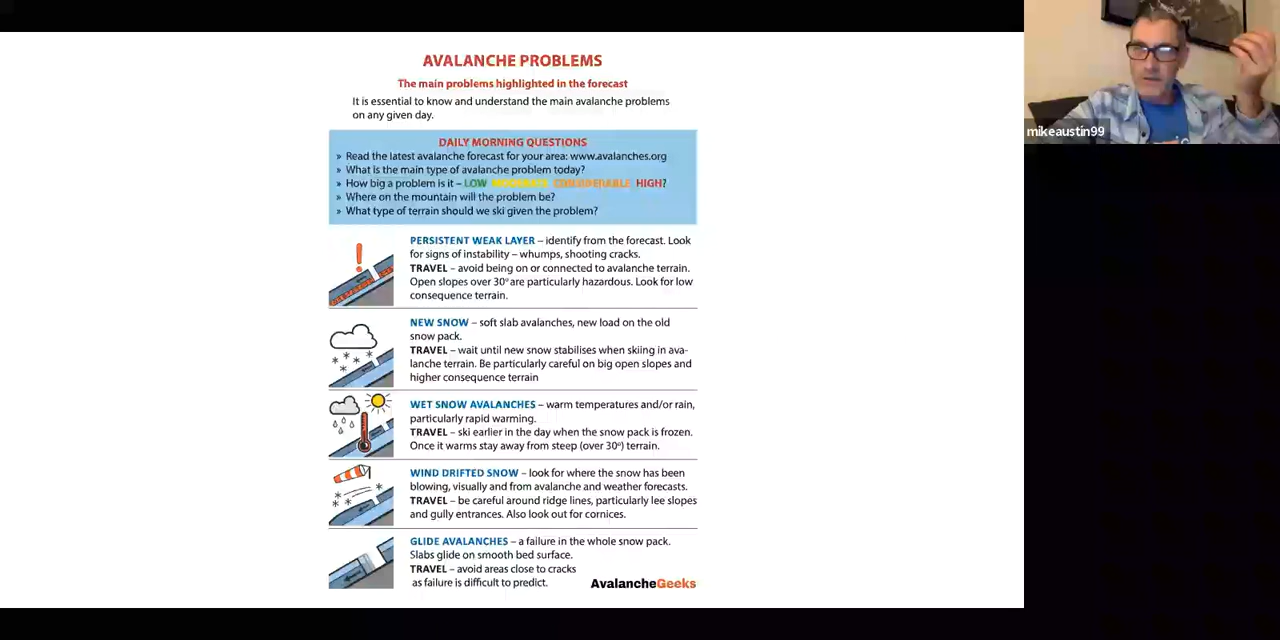 AVALANCHE PROBLEMS
The main problems highlighted in the forecast
It is essential to know and understand the main avalanche problems
on any given day.
DAILY MORNING QUESTIONS
» Read the latest avalanche forecast for your area: www.avalanches.org
» What is the main type of avalanche problem today?
» How big a problem is it – LOW MODERATE CONSIDERABLE HIGH?
» Where on the mountain will the problem be?
» What type of terrain should we ski given the problem?
PERSISTENT WEAK LAYER – identify from the forecast. Look
for signs of instability – whumps, shooting cracks.
TRAVEL – avoid being on or connected to avalanche terrain.
Open slopes over 30° are particularly hazardous. Look for low
consequence terrain.
NEW SNOW – soft slab avalanches, new load on the old
snow pack.
TRAVEL – wait until new snow stabilises when skiing in ava-
lanche terrain. Be particularly careful on big open slopes and
higher consequence terrain
WET SNOW AVALANCHES – warm temperatures and/or rain,
particularly rapid warming.
TRAVEL – ski earlier in the day when the snow pack is frozen.
Once it warms stay away from steep (over 30°) terrain.
WIND DRIFTED SNOW – look for where the snow has been
blowing, visually and from avalanche and weather forecasts.
TRAVEL – be careful around ridge lines, particularly lee slopes
and gully entrances. Also look out for cornices.
GLIDE AVALANCHES – a failure in the whole snow pack.
Slabs glide on smooth bed surface.
TRAVEL – avoid areas close to cracks
as failure is difficult to predict.
AvalancheGeeks
mikeaustin99